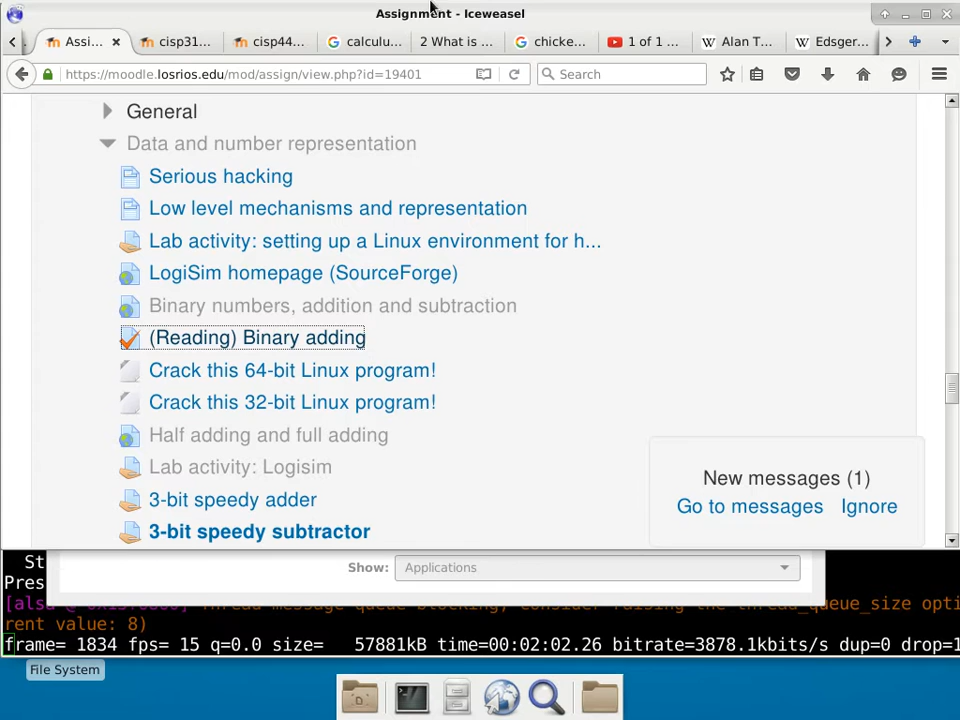 Assignment - Iceweasel
Assi... cisp31... cisp44... calculu... 2 What is ... chicke... 1 of 1 ... Alan T... Edsger...
https://moodle.losrios.edu/mod/assign/view.php?id=19401 Search
General
Data and number representation
Serious hacking
Low level mechanisms and representation
Lab activity: setting up a Linux environment for h...
LogiSim homepage (SourceForge)
Binary numbers, addition and subtraction
(Reading) Binary adding
Crack this 64-bit Linux program!
Crack this 32-bit Linux program!
Half adding and full adding
Lab activity: Logisim
3-bit speedy adder
3-bit speedy subtractor
New messages (1)
Go to messages Ignore
St
Show: Applications
Pres
rent value: 8)
frame= 1834 fps= 15 q=0.0 size= 57881kB time=00:02:02.26 bitrate=3878.1kbits/s dup=0 drop=1
File System